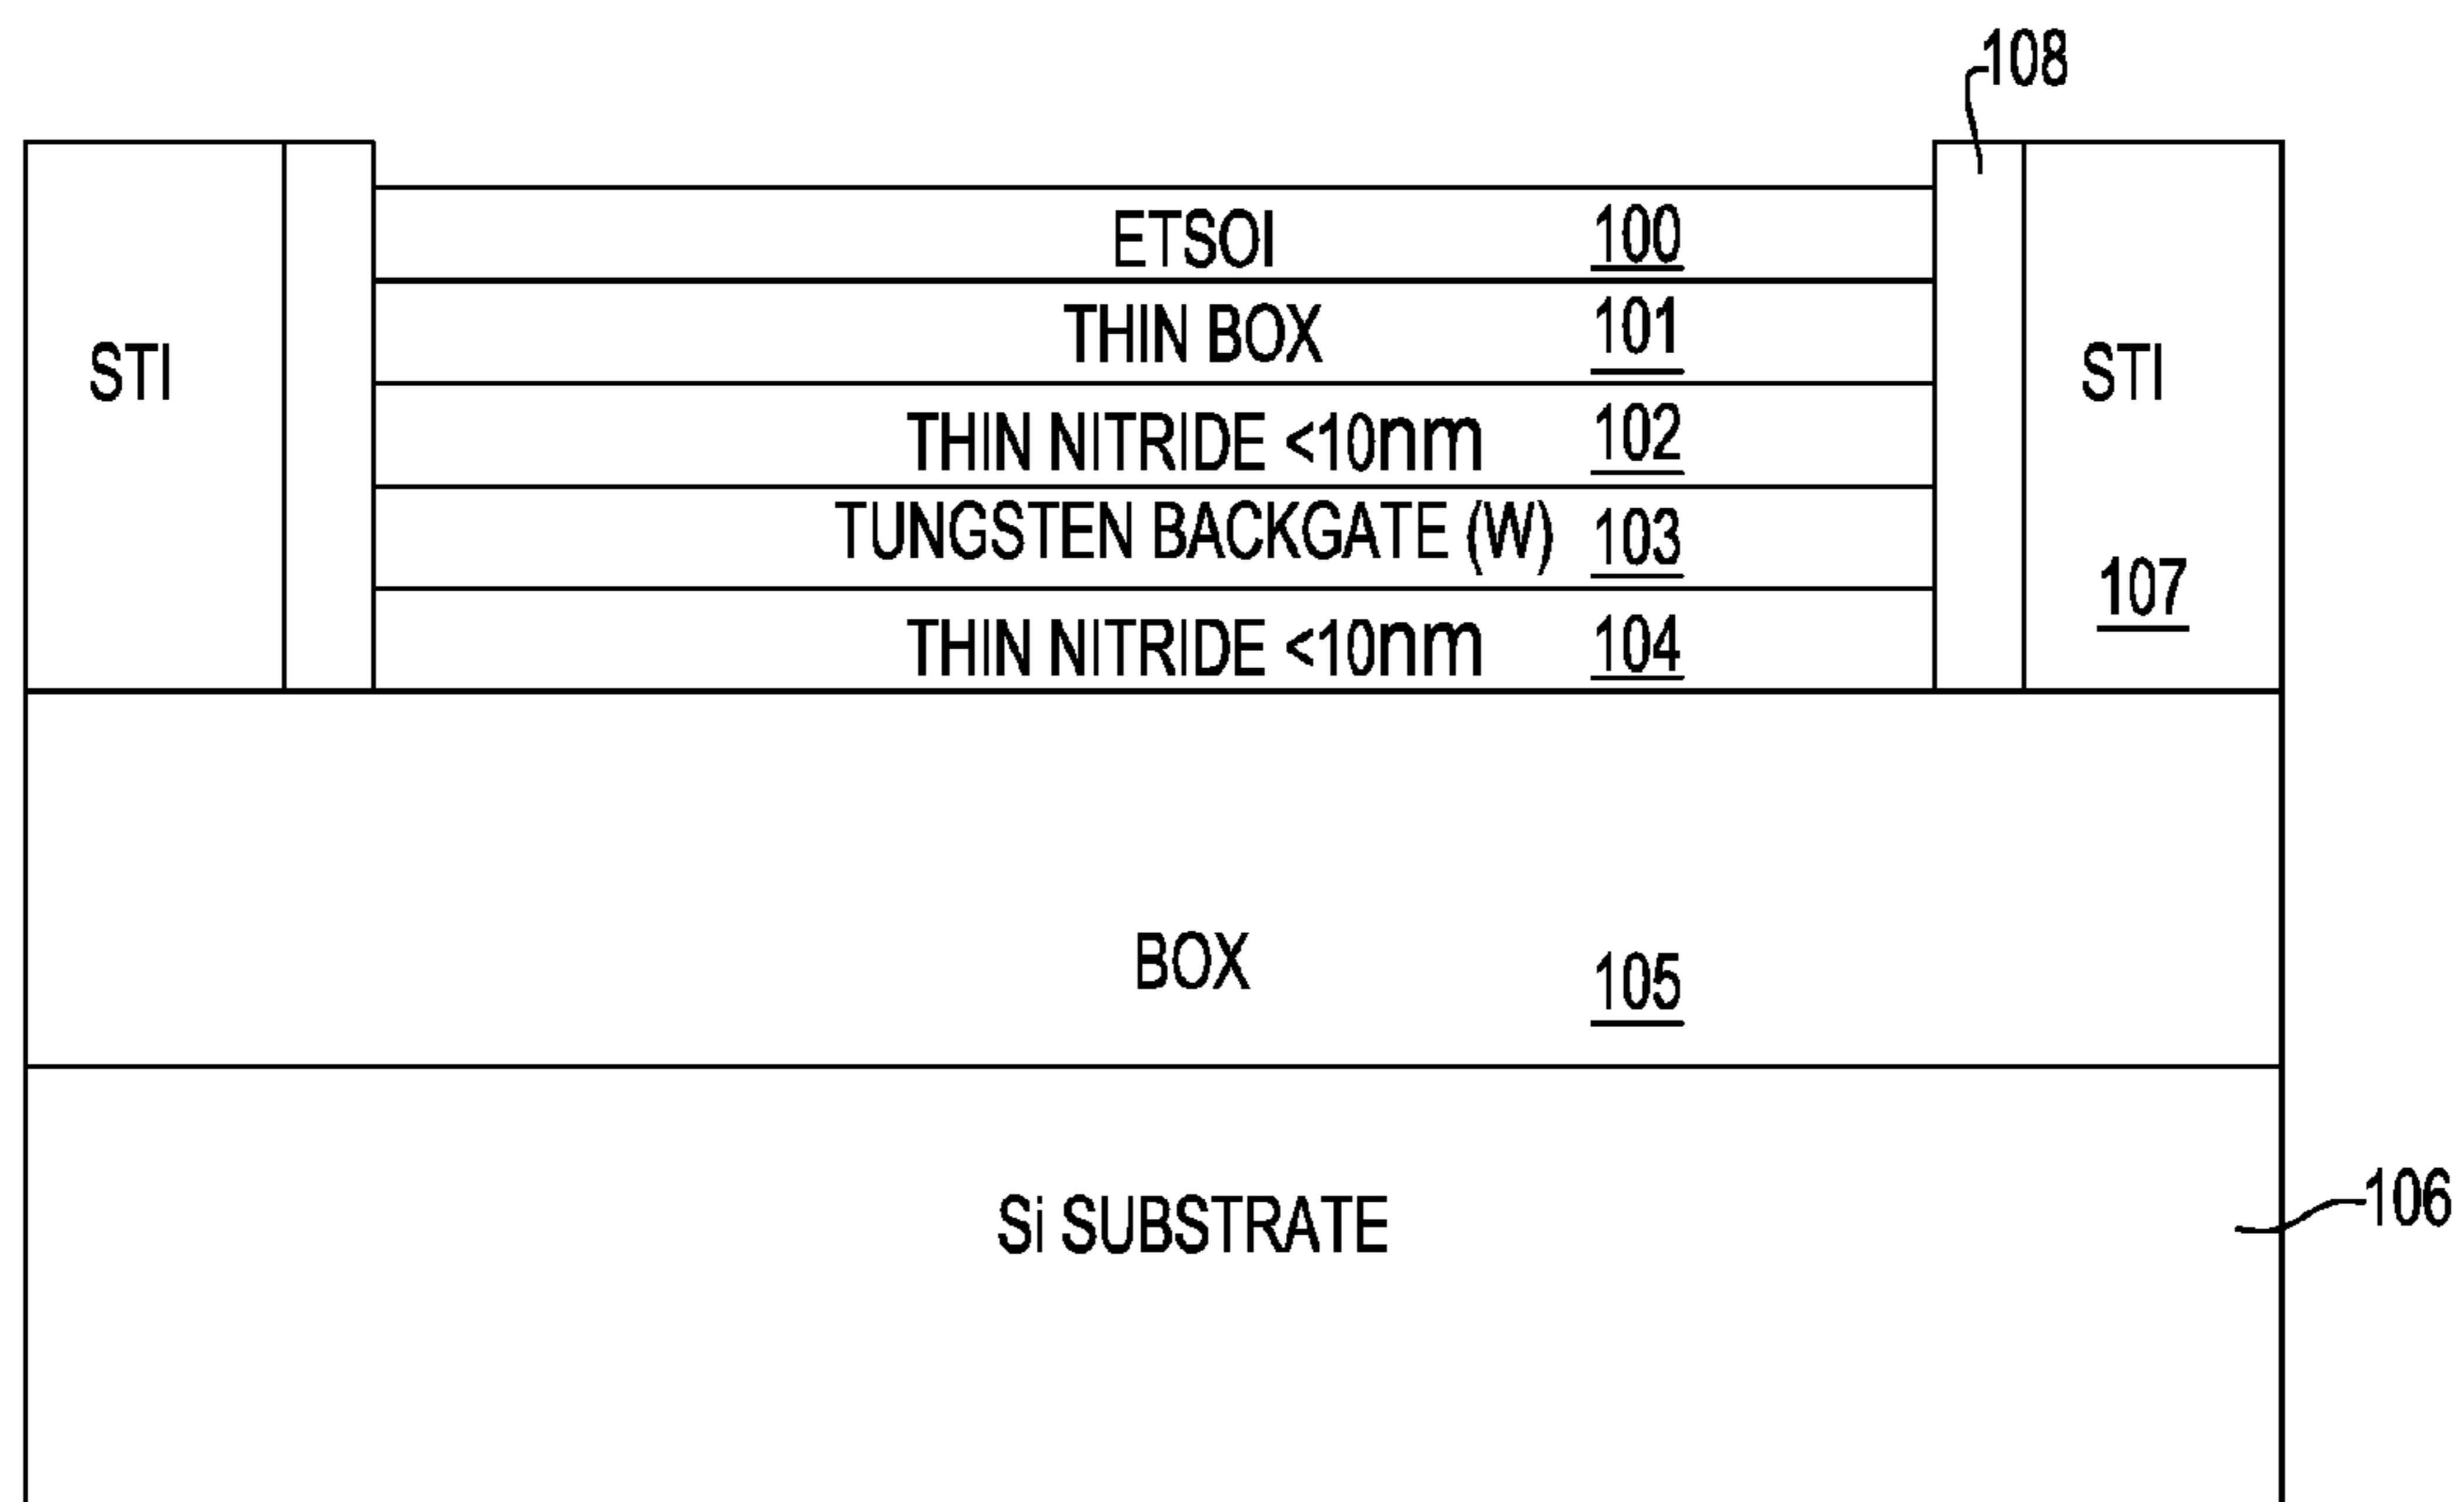 108
ETSOI 100
THIN BOX 101
STI
STI
THIN NITRIDE <10nm 102
TUNGSTEN BACKGATE (W) 103
107
THIN NITRIDE <10nm 104
BOX 105
Si SUBSTRATE
106